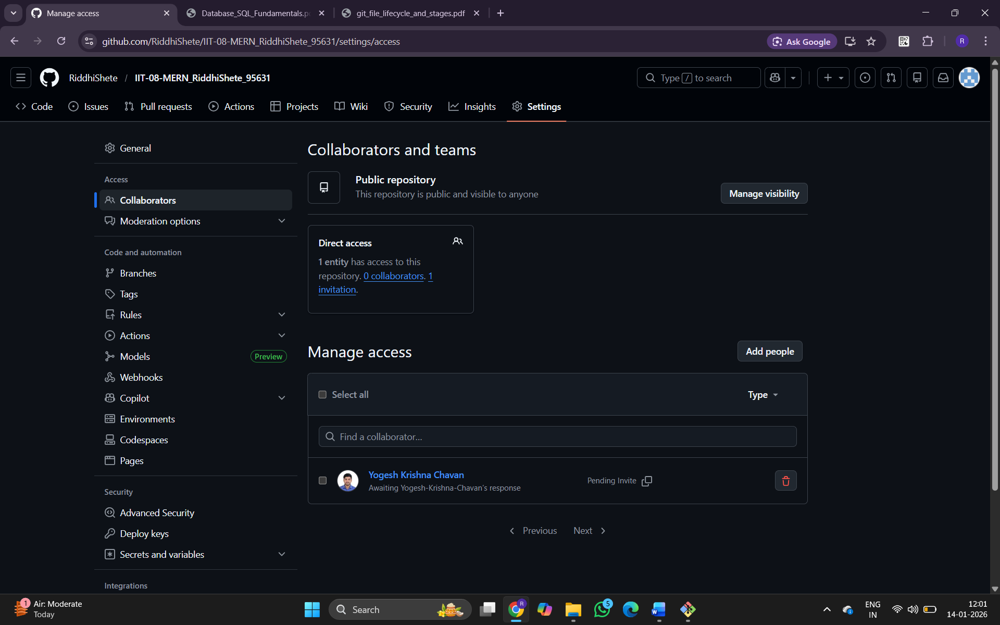 Manage access
Database_SQL_Fundamentals.p
git_file_lifecycle_and_stages.pdf
github.com/RiddhiShete/IIT-08-MERN_RiddhiShete_95631/settings/access
Ask Google
R
RiddhiShete / IIT-08-MERN_RiddhiShete_95631
Type / to search
Code
Issues
Pull requests
Actions
Projects
Wiki
Security
Insights
Settings
General
Access
Collaborators
Moderation options
Code and automation
Branches
Tags
Rules
Actions
Models
Preview
Webhooks
Copilot
Environments
Codespaces
Pages
Security
Advanced Security
Deploy keys
Secrets and variables
Integrations
Collaborators and teams
Public repository
This repository is public and visible to anyone
Manage visibility
Direct access
1 entity has access to this
repository. 0 collaborators. 1
invitation.
Manage access
Add people
Select all
Type
Find a collaborator...
Yogesh Krishna Chavan
Awaiting Yogesh-Krishna-Chavan's response
Pending Invite
Previous
Next
1
Air: Moderate
Today
Search
R
5
W
ENG
IN
12:01
14-01-2026